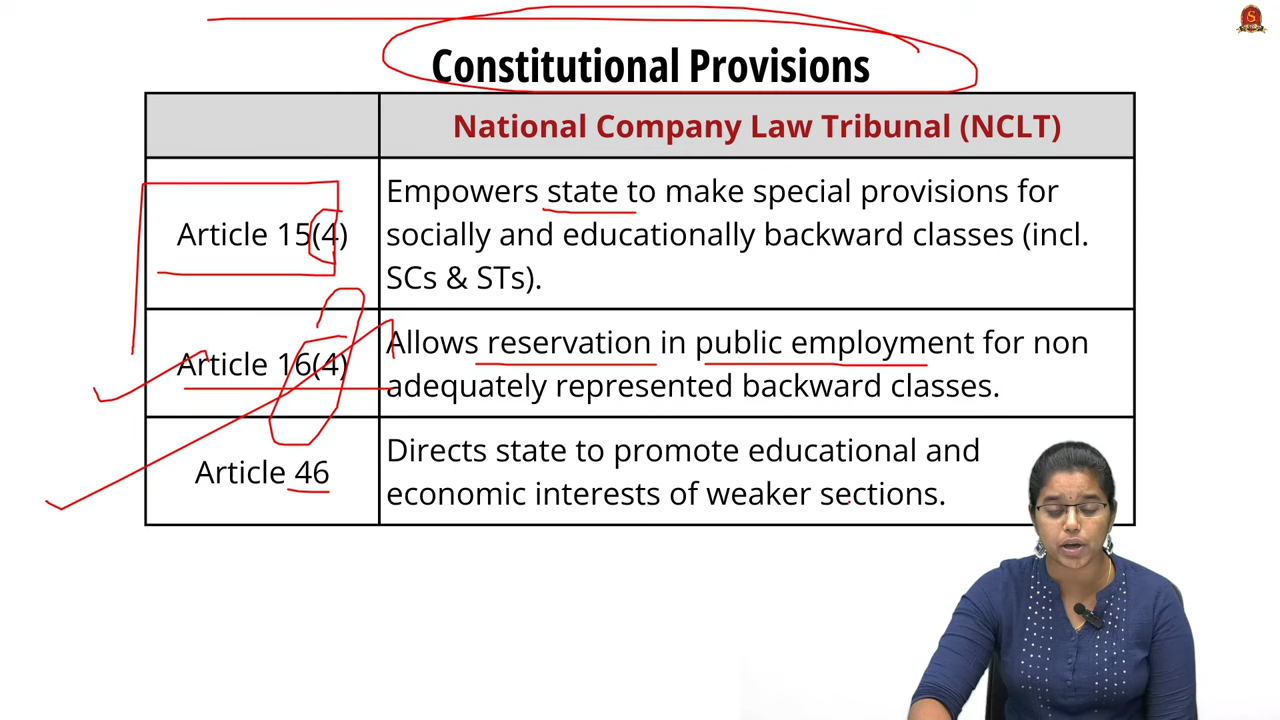 Constitutional Provisions
National Company Law Tribunal (NCLT)
Article 15(4)
Empowers state to make special provisions for
socially and educationally backward classes (incl.
SCs & STs).
Article 16(4)
Allows reservation in public employment for non
adequately represented backward classes.
Article 46
Directs state to promote educational and
economic interests of weaker sections.